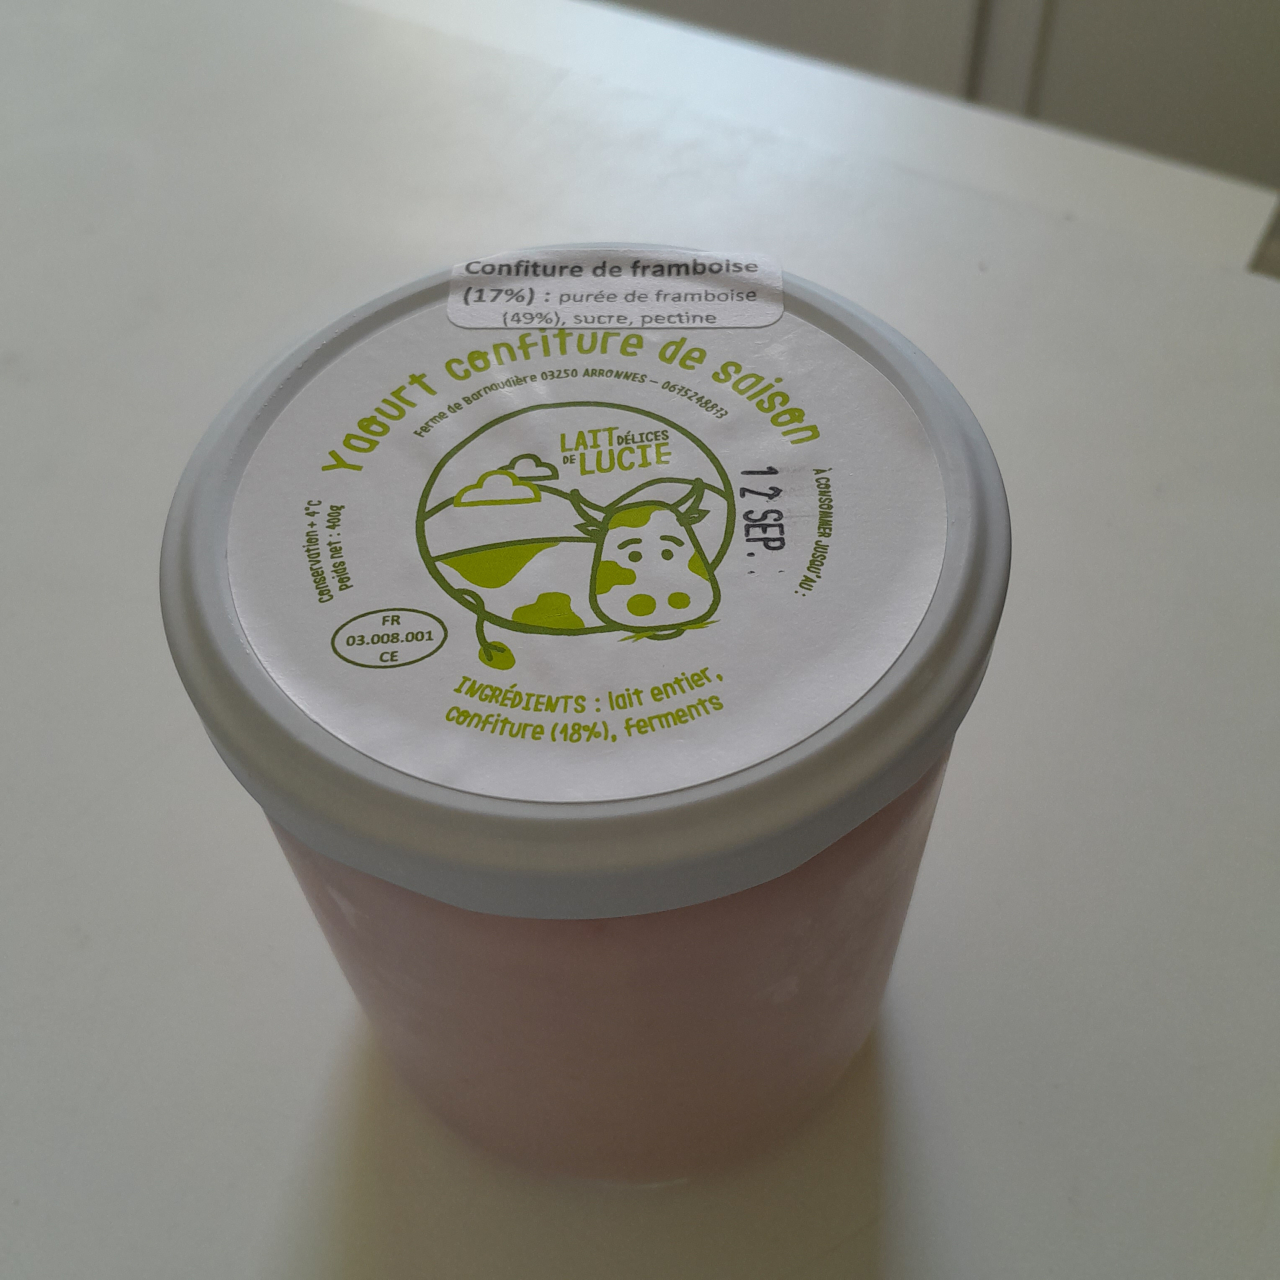 Confiture de framboise
(17%) : purée de framboise
(49%), sucre, pectine
Yaourt confiture de saison
Ferme de Barnaudière 03250 ARRONNES – 0675248873
LAIT DÉLICES
DE LUCIE
Conservation + 4°c
Poids net : 400g
À CONSOMMER JUSQU'AU :
12 SEP.
FR
03.008.001
CE
INGRÉDIENTS : lait entier,
confiture (18%), ferments